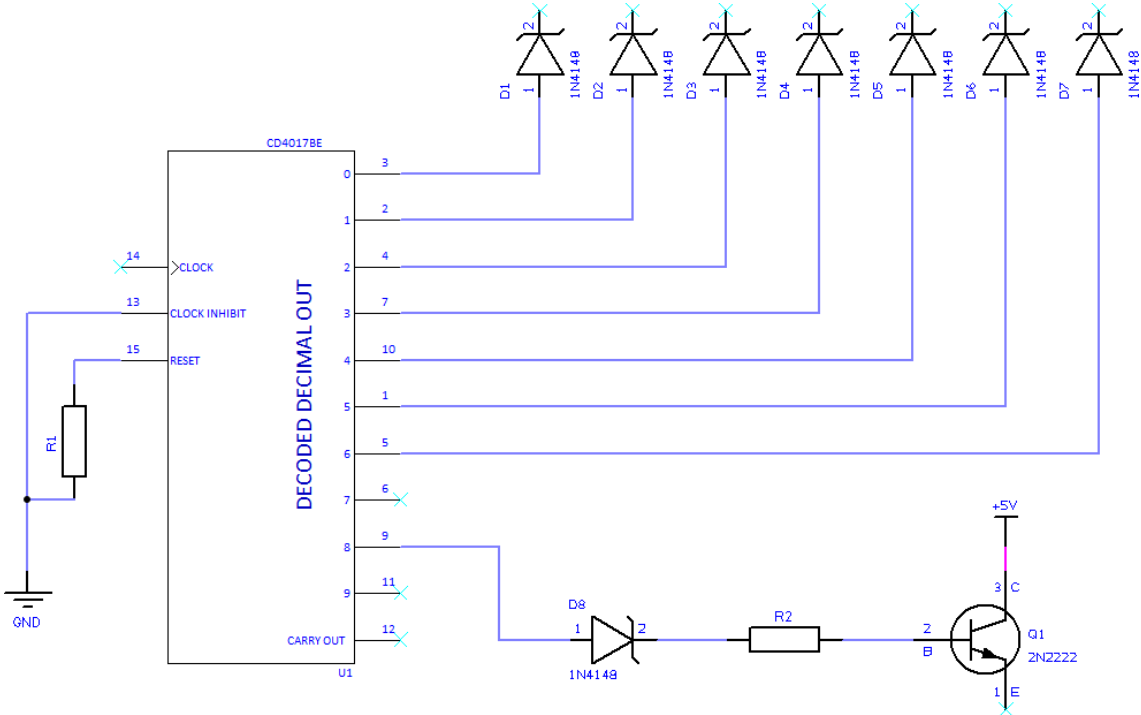 2 2 2 2 2 2 2
1N4148 1N4148 1N4148 1N4148 1N4148 1N4148 1N4148
D1 1 D2 1 D3 1 D4 1 D5 1 D6 1 D7 1
CD4017BE
0 3
1 2
14 CLOCK
2 4
13 CLOCK INHIBIT
3 7
15 RESET
4 10
DECODED DECIMAL OUT
5 1
R1
6 5
7 6
8 9
9 11
CARRY OUT 12
U1
GND
+5V
3 C
D8
1 2
1N4148
R2
2
B
Q1
2N2222
1 E